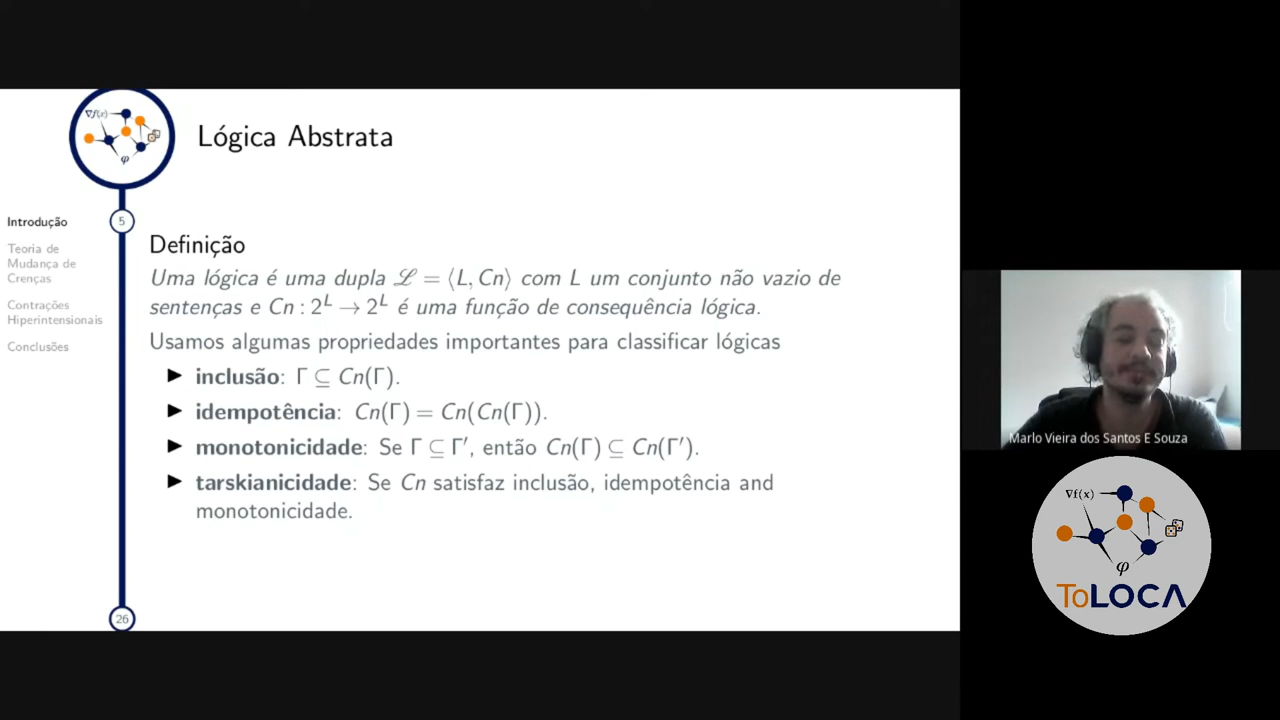 ∇f(x)
φ
Lógica Abstrata
Introdução
5
Teoria de
Mudança de
Crenças
Contrações
Hiperintensionais
Conclusões
26
Definição
Uma lógica é uma dupla ℒ = ⟨L, Cn⟩ com L um conjunto não vazio de
sentenças e Cn : 2^L → 2^L é uma função de consequência lógica.
Usamos algumas propriedades importantes para classificar lógicas
▶ inclusão: Γ ⊆ Cn(Γ).
▶ idempotência: Cn(Γ) = Cn(Cn(Γ)).
▶ monotonicidade: Se Γ ⊆ Γ′, então Cn(Γ) ⊆ Cn(Γ′).
▶ tarskianicidade: Se Cn satisfaz inclusão, idempotência and
monotonicidade.
Marlo Vieira dos Santos E Souza
∇f(x)
φ
ToLOCA